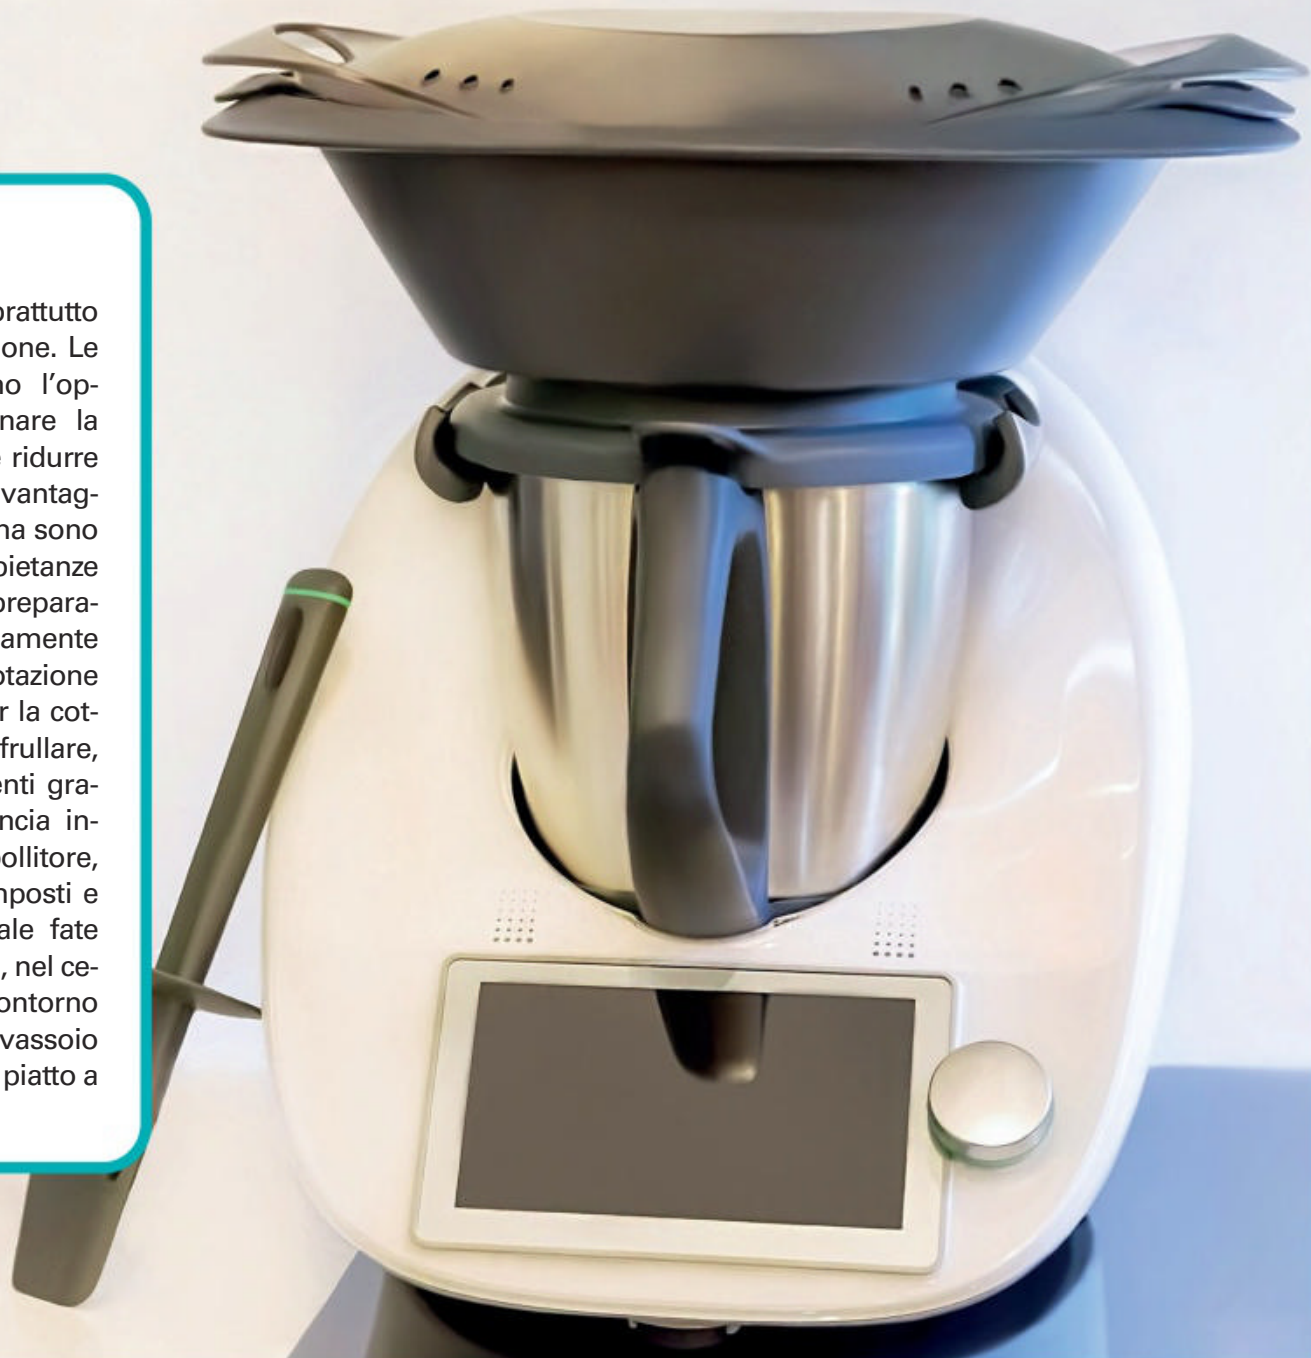 prattutto
one. Le
no l'op-
nare la
e ridurre
vantag-
na sono
pietanze
prepara-
amente
otazione
r la cot-
frullare,
enti gra-
ncia in-
ollitore,
nposti e
ale fate
, nel ce-
ontorno
vassoio
piatto a